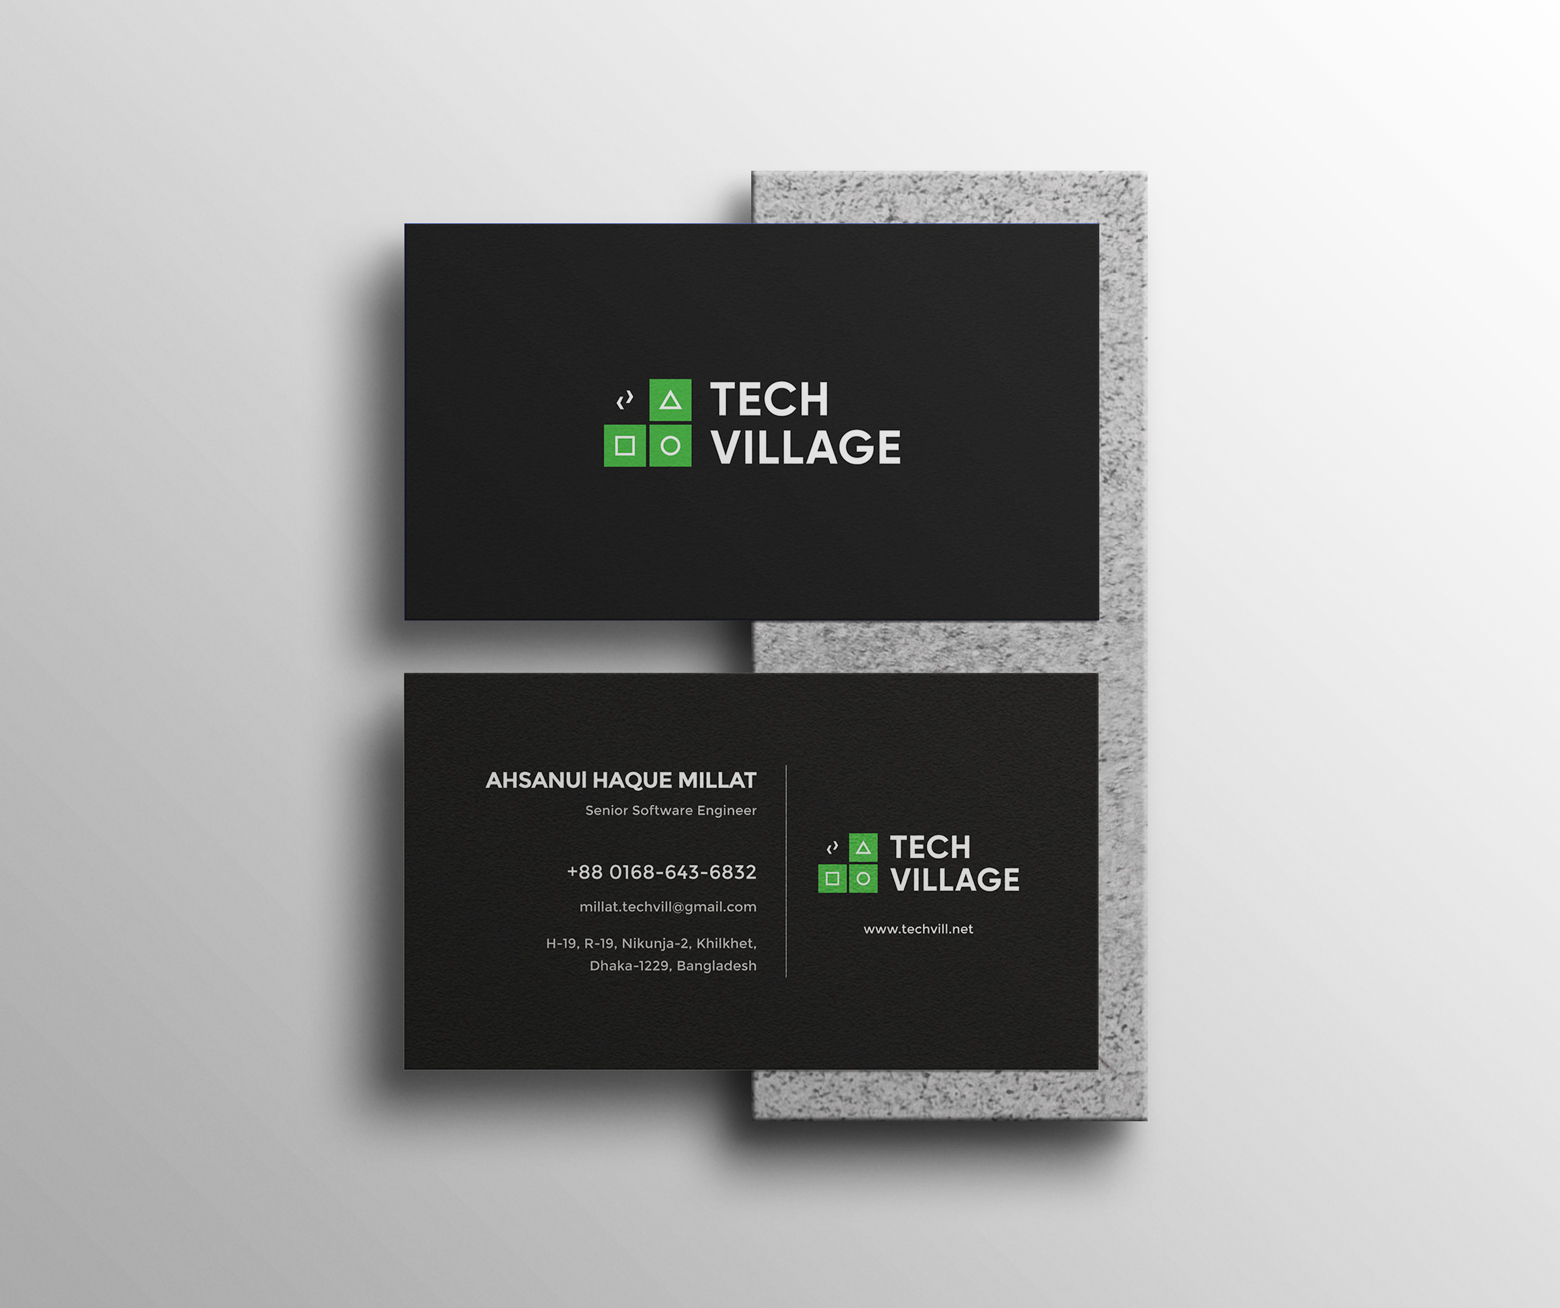 TECH
VILLAGE
AHSANUl HAQUE MILLAT
Senior Software Engineer
+88 0168-643-6832
millat.techvill@gmail.com
H-19, R-19, Nikunja-2, Khilkhet,
Dhaka-1229, Bangladesh
TECH
VILLAGE
www.techvill.net